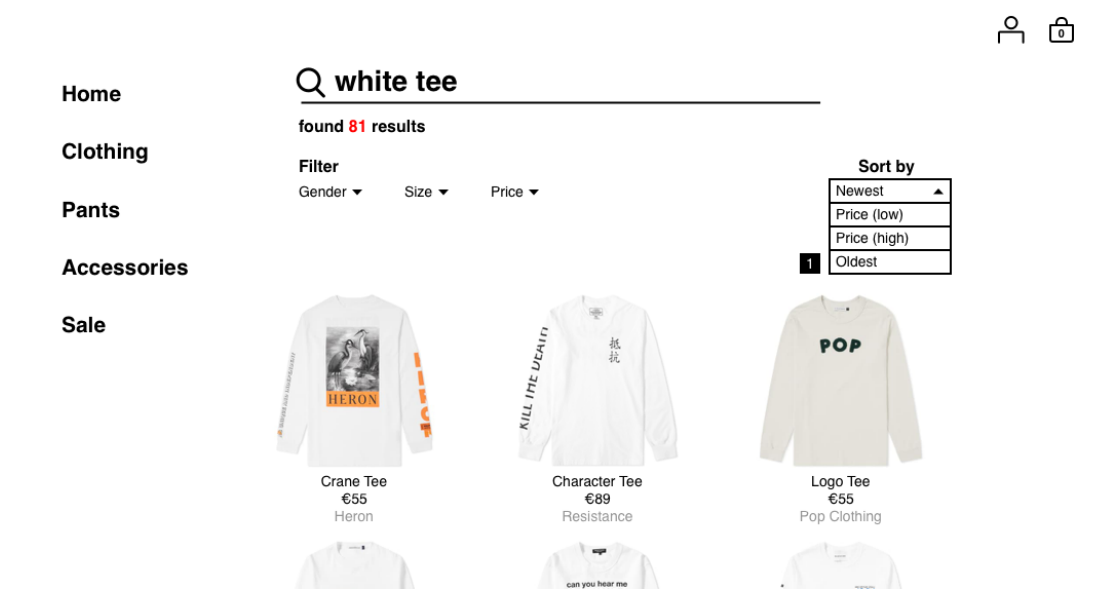 0
Home
Clothing
Pants
Accessories
Sale
white tee
found 81 results
Filter
Gender
Size
Price
Sort by
Newest
Price (low)
Price (high)
Oldest
1
HERON
KILL THE DEATH
抵抗
POP
Crane Tee
€55
Heron
Character Tee
€89
Resistance
Logo Tee
€55
Pop Clothing
can you hear me